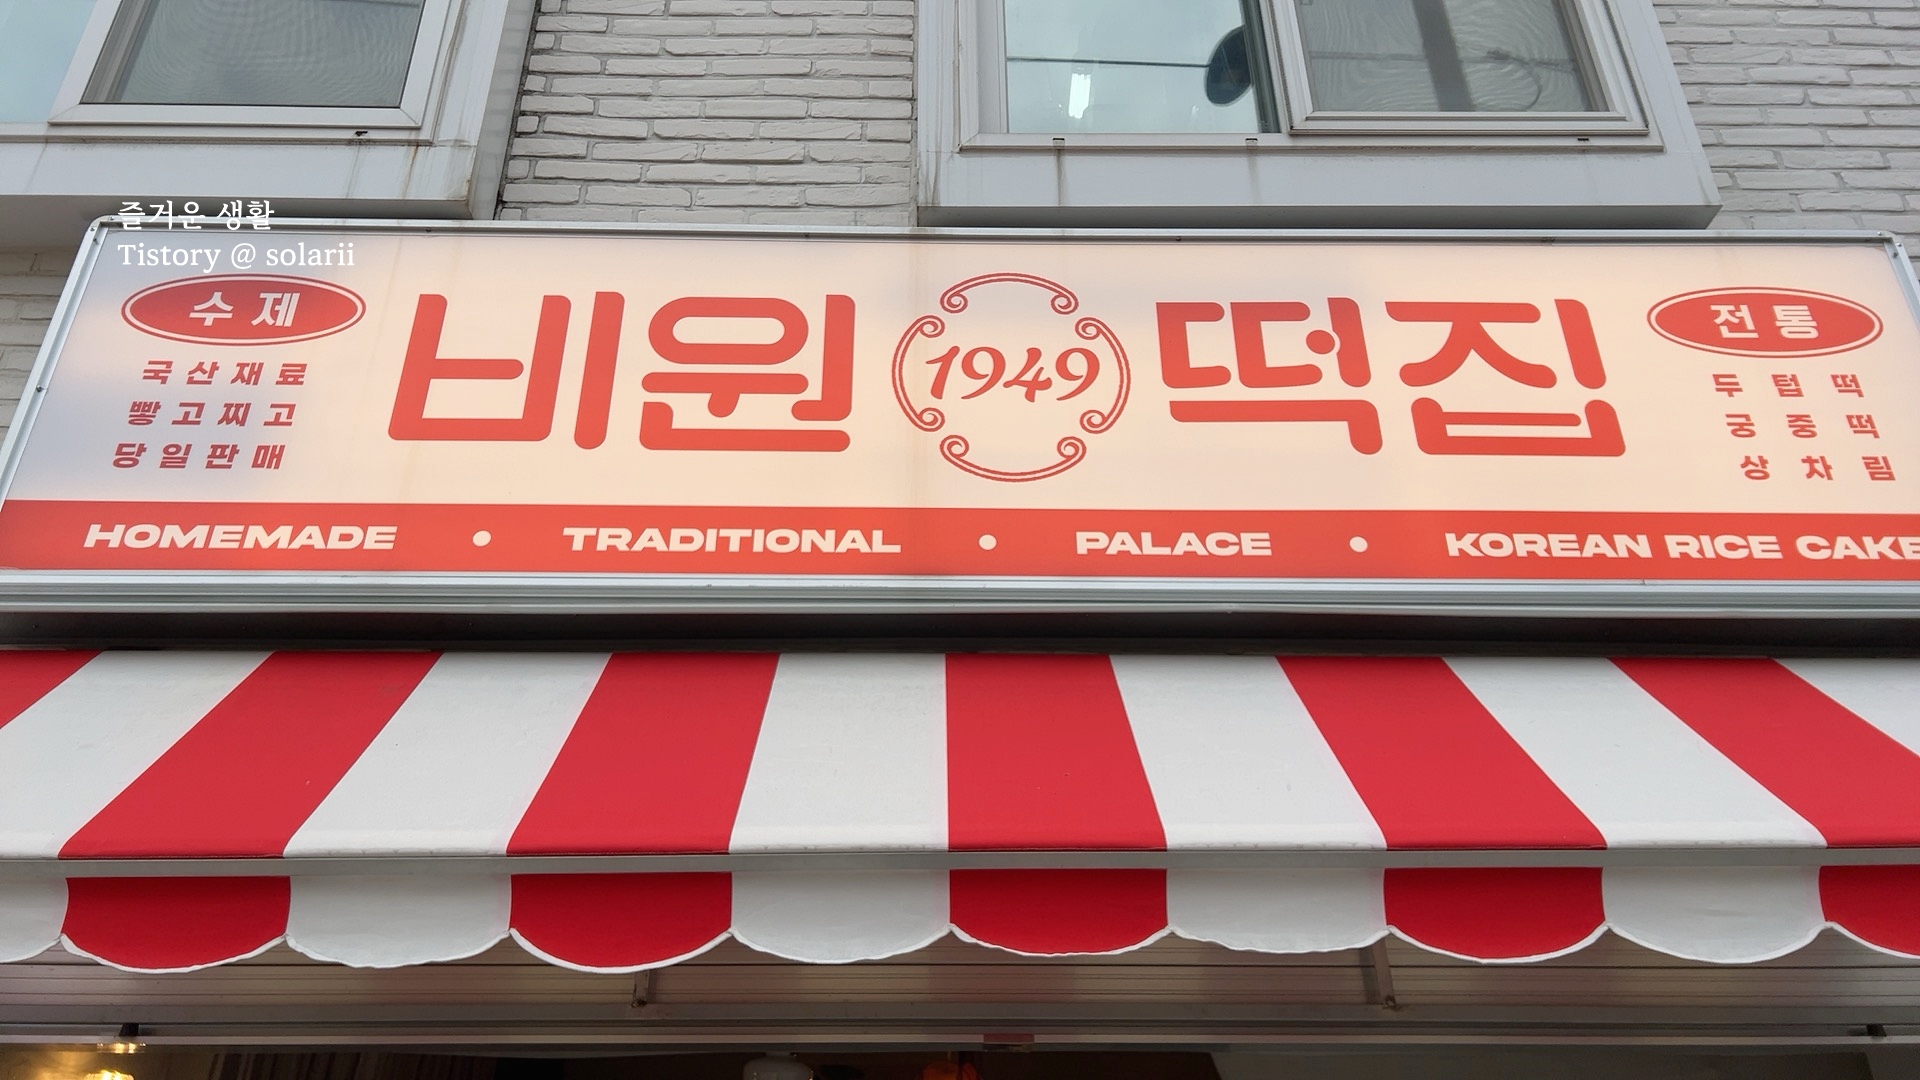 즐거운 생활
Tistory @ solarii
수제
국산재료
빻고찌고
당일판매
비원
1949
떡집
전통
두텁떡
궁중떡
상차림
HOMEMADE • TRADITIONAL • PALACE • KOREAN RICE CAKE